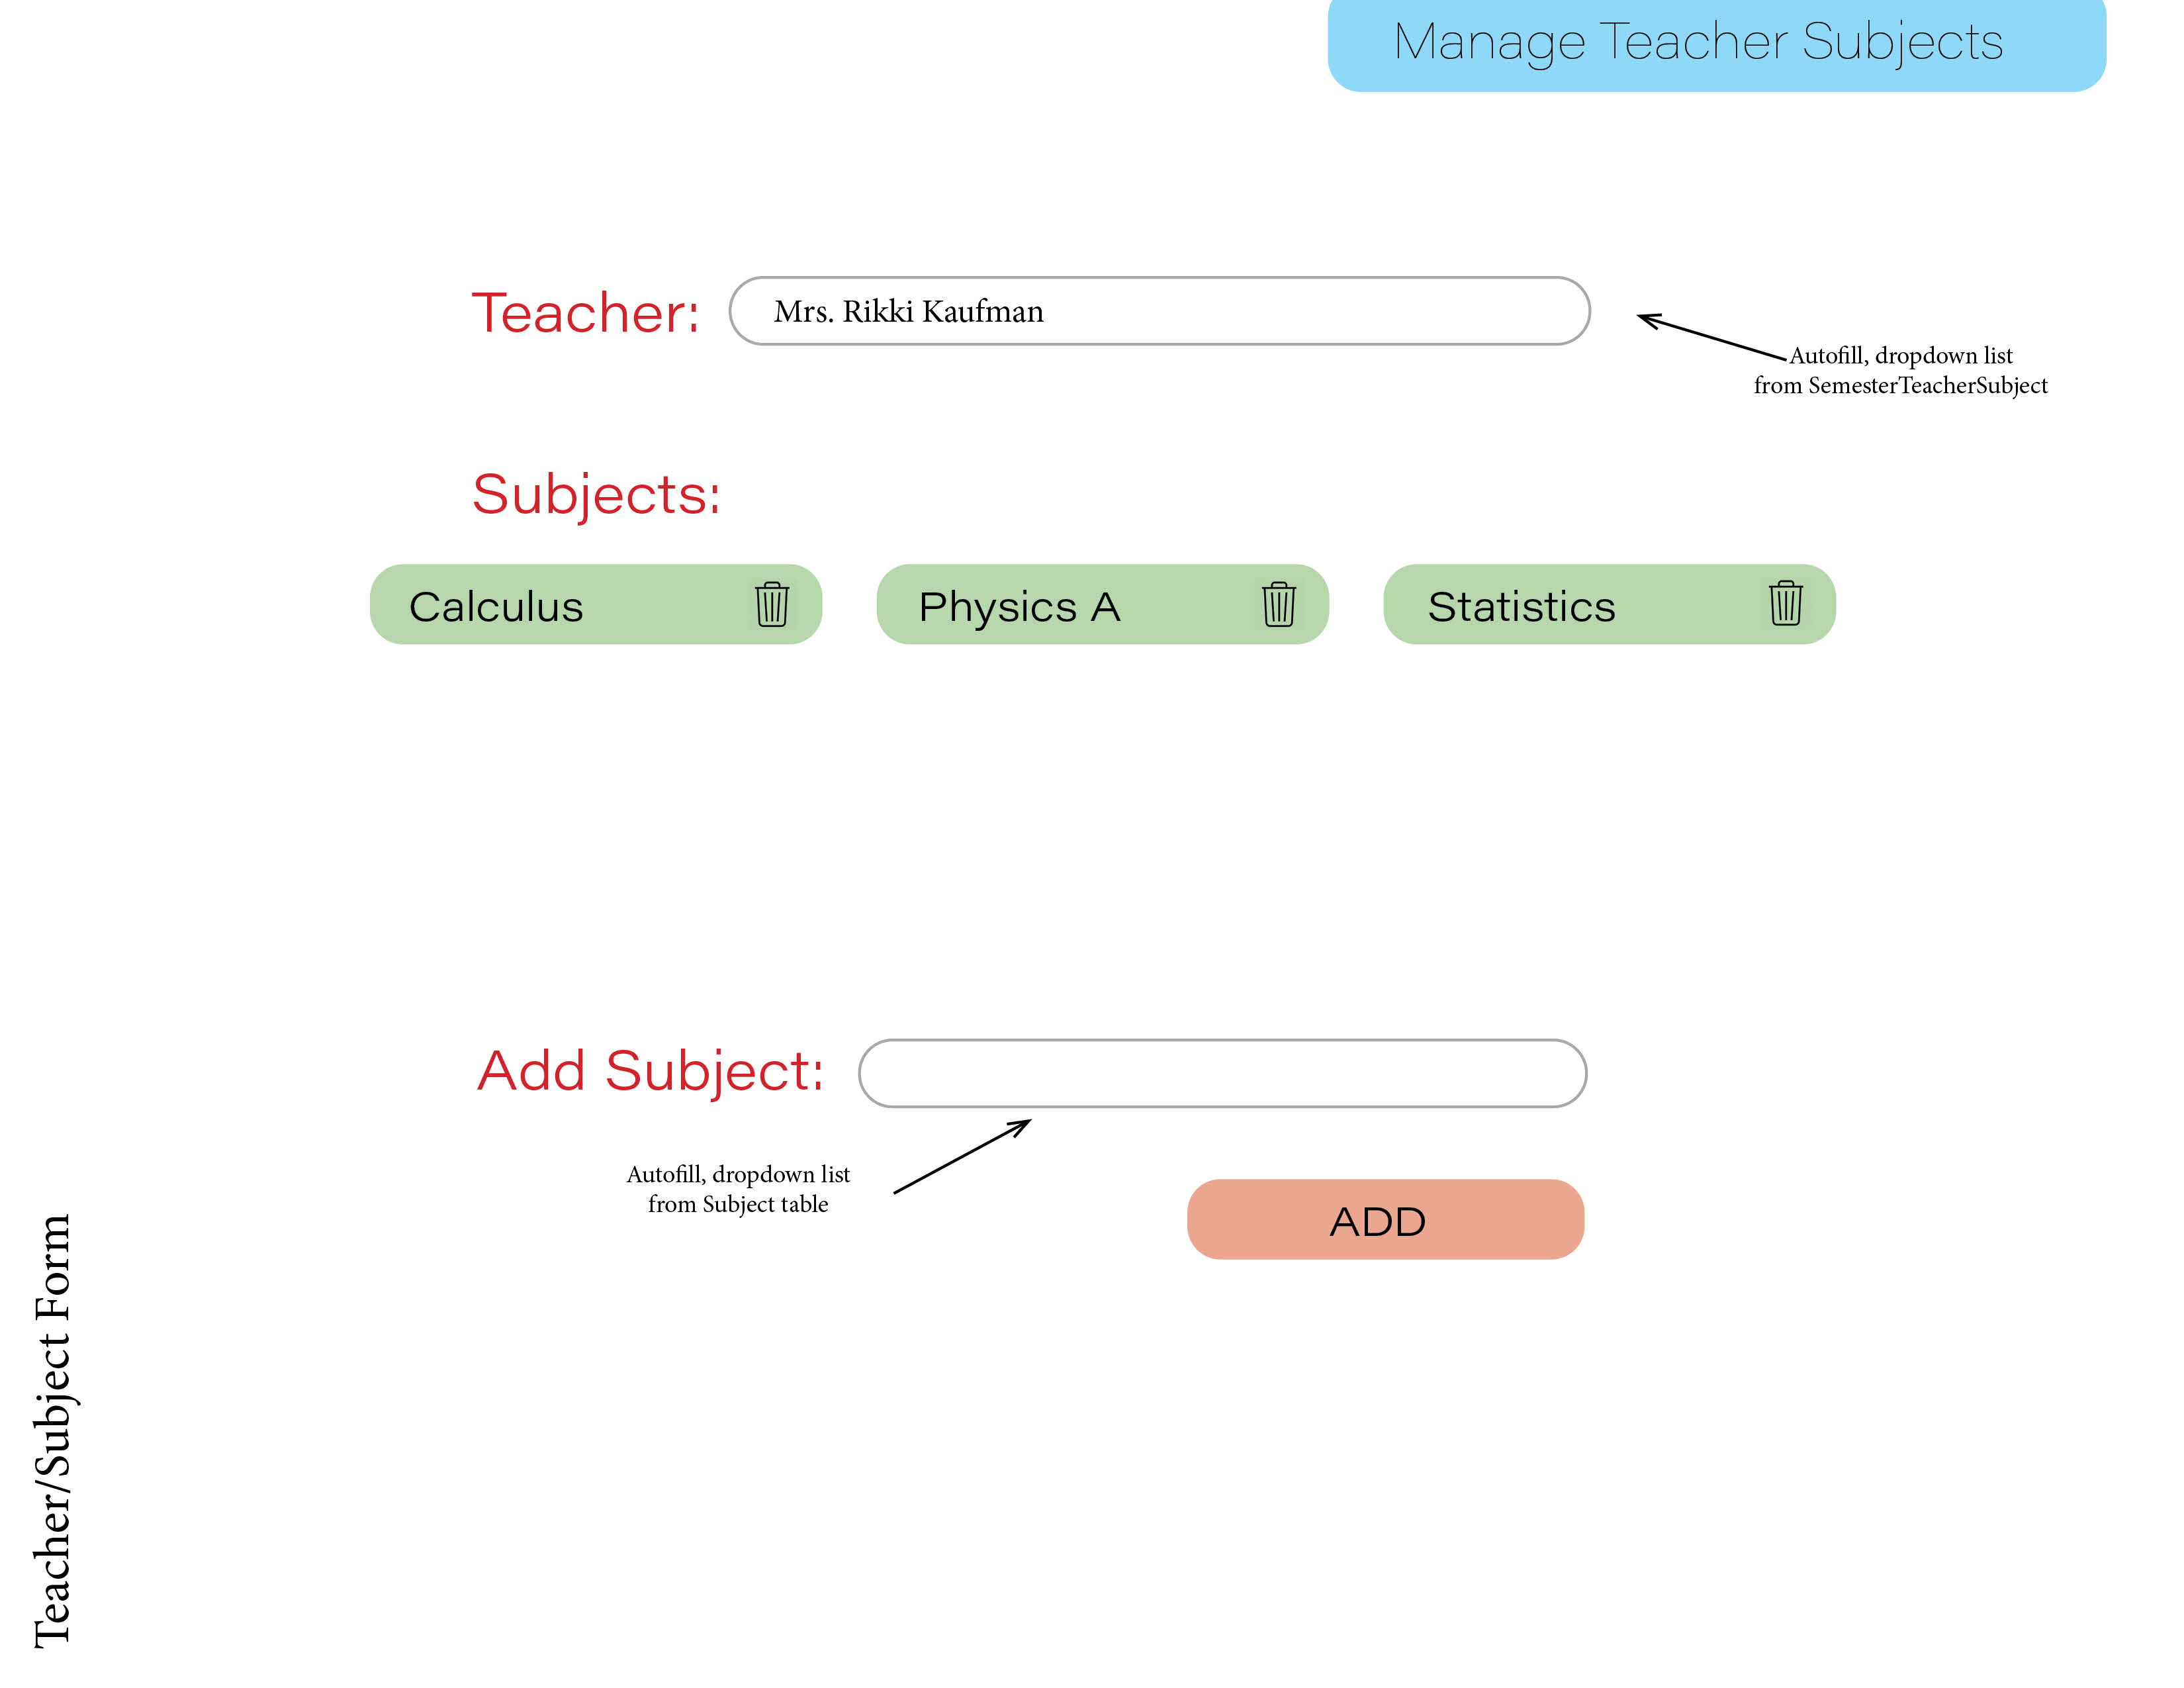 Manage Teacher Subjects
Teacher:
Mrs. Rikki Kaufman
Autofill, dropdown list
from SemesterTeacherSubject
Subjects:
Calculus
Physics A
Statistics
Add Subject:
Autofill, dropdown list
from Subject table
ADD
Teacher/Subject Form